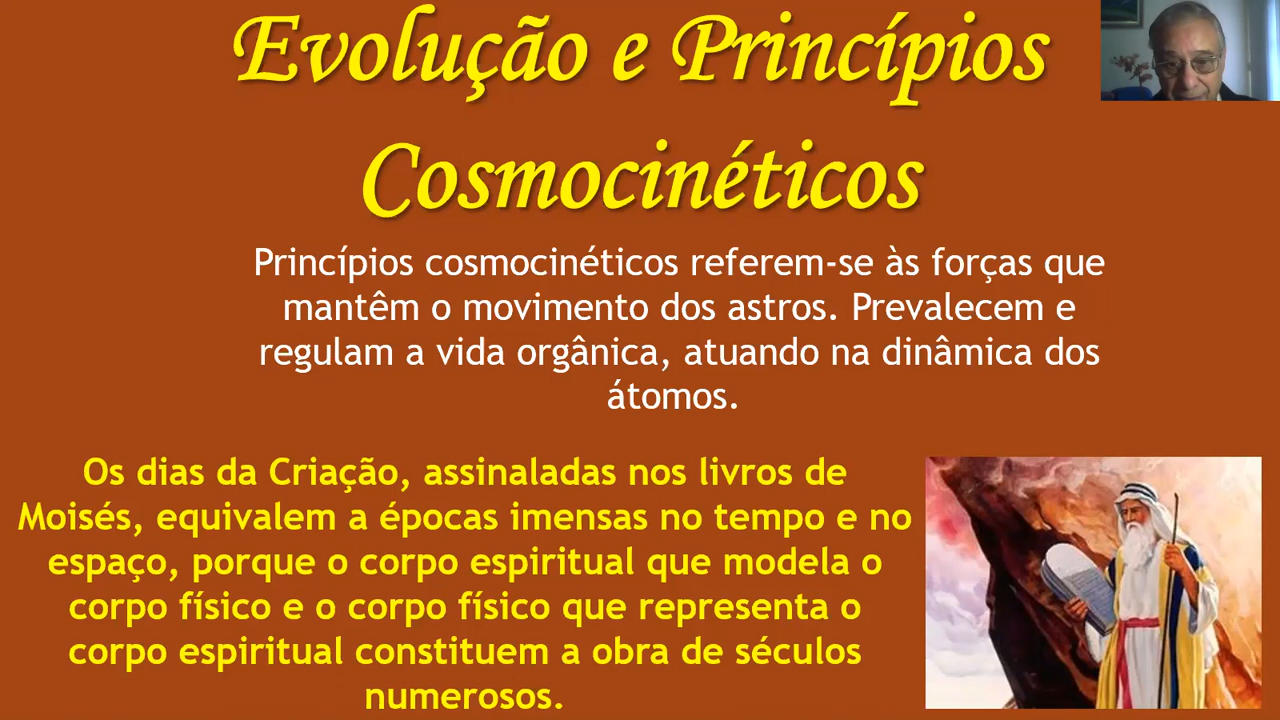 Evolução e Princípios
Cosmocinéticos
Princípios cosmocinéticos referem-se às forças que
mantêm o movimento dos astros. Prevalecem e
regulam a vida orgânica, atuando na dinâmica dos
átomos.
Os dias da Criação, assinaladas nos livros de
Moisés, equivalem a épocas imensas no tempo e no
espaço, porque o corpo espiritual que modela o
corpo físico e o corpo físico que representa o
corpo espiritual constituem a obra de séculos
numerosos.